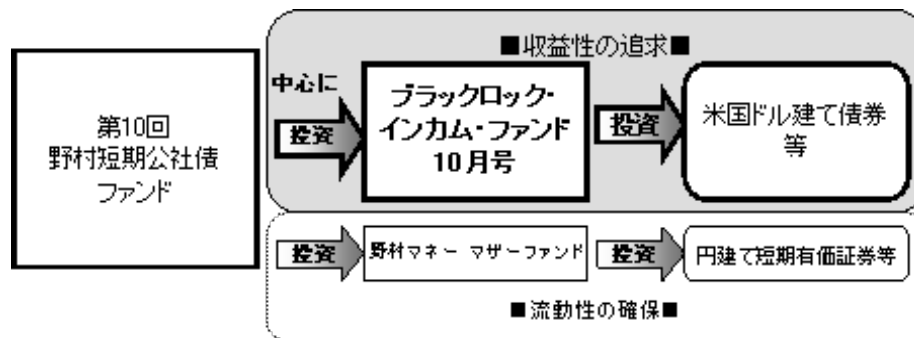 ■収益性の追求■
第10回
野村短期公社債
ファンド
中心に
投資
ブラックロック・
インカム・ファンド
10月号
投資
米国ドル建て債券
等
投資
野村マネー マザーファンド
投資
円建て短期有価証券等
■流動性の確保■